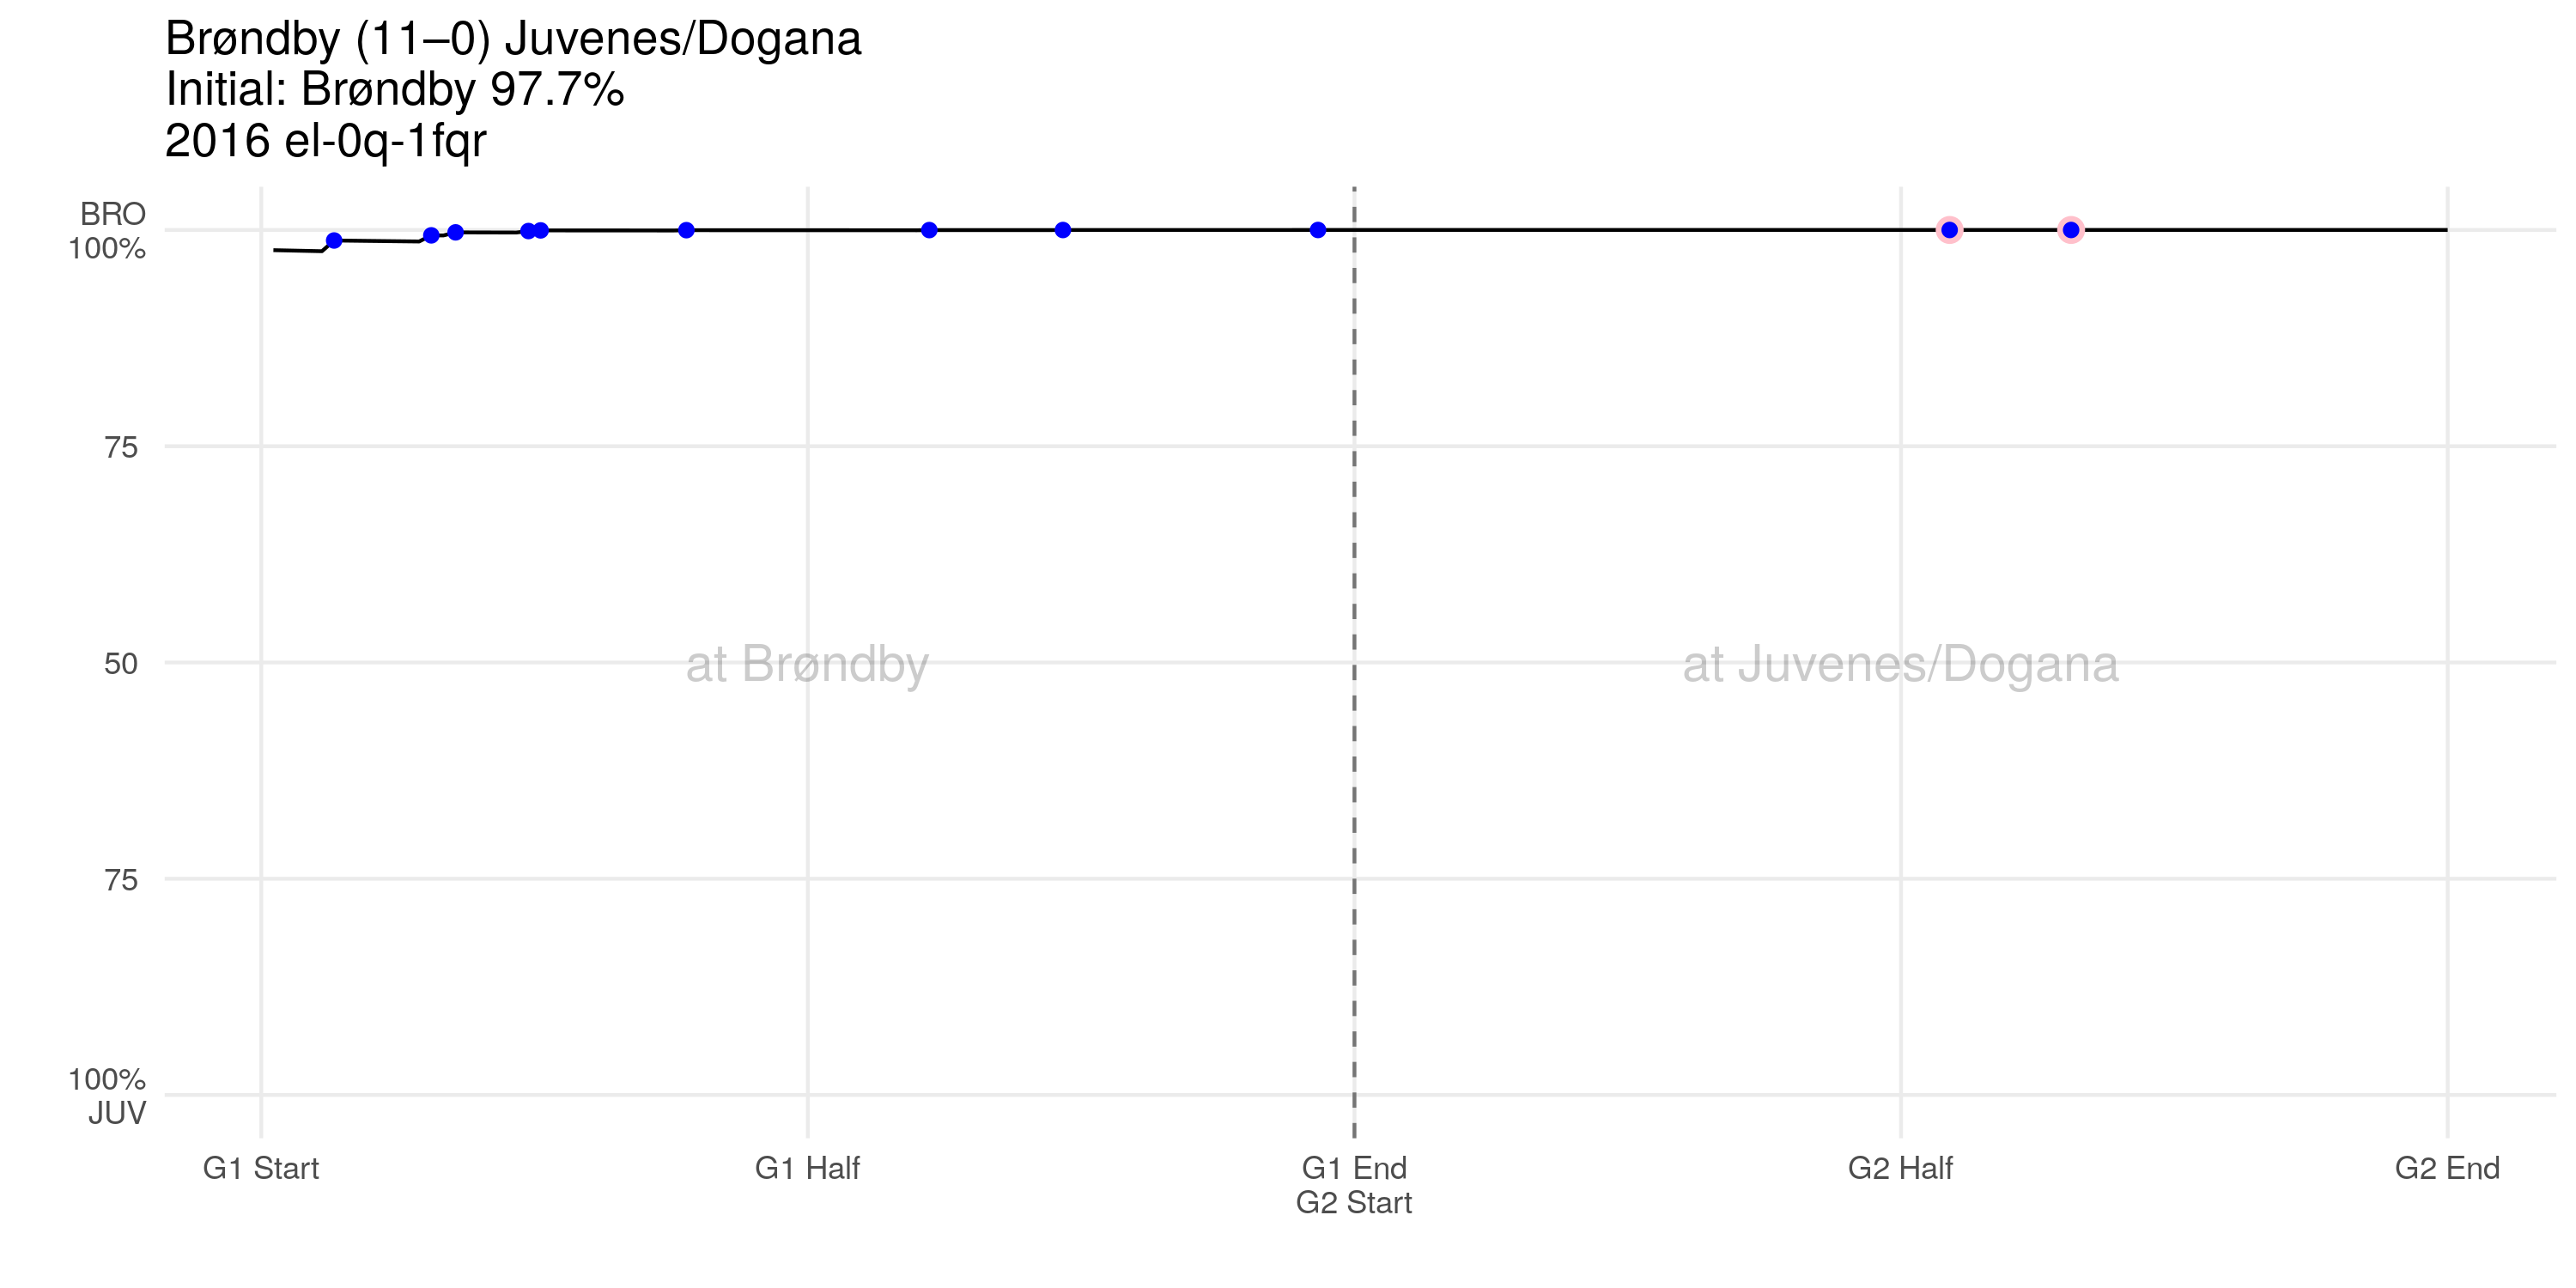 Brøndby (11–0) Juvenes/Dogana
Initial: Brøndby 97.7%
2016 el-0q-1fqr
BRO
100%
75
50
75
100%
JUV
at Brøndby
at Juvenes/Dogana
G1 Start
G1 Half
G1 End
G2 Start
G2 Half
G2 End